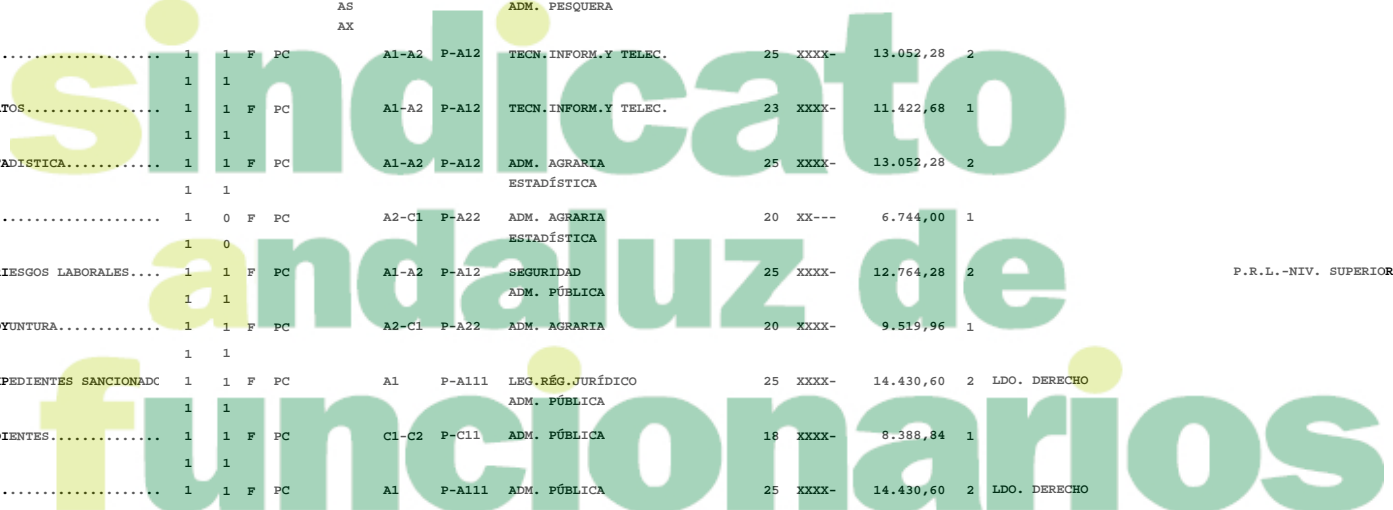 AS ADM. PESQUERA
AX
.................... 1 1 F PC A1-A2 P-A12 TECN.INFORM.Y TELEC. 25 XXXX- 13.052,28 2
1 1
TOS................. 1 1 F PC A1-A2 P-A12 TECN.INFORM.Y TELEC. 23 XXXX- 11.422,68 1
1 1
ADISTICA............ 1 1 F PC A1-A2 P-A12 ADM. AGRARIA 25 XXXX- 13.052,28 2
1 1 ESTADÍSTICA
.................... 1 0 F PC A2-C1 P-A22 ADM. AGRARIA 20 XX--- 6.744,00 1
1 0 ESTADÍSTICA
IESGOS LABORALES.... 1 1 F PC A1-A2 P-A12 SEGURIDAD 25 XXXX- 12.764,28 2 P.R.L.-NIV. SUPERIOR
1 1 ADM. PÚBLICA
YUNTURA............. 1 1 F PC A2-C1 P-A22 ADM. AGRARIA 20 XXXX- 9.519,96 1
1 1
PEDIENTES SANCIONADO 1 1 F PC A1 P-A111 LEG.RÉG.JURÍDICO 25 XXXX- 14.430,60 2 LDO. DERECHO
1 1 ADM. PÚBLICA
IENTES.............. 1 1 F PC C1-C2 P-C11 ADM. PÚBLICA 18 XXXX- 8.388,84 1
1 1
.................... 1 1 F PC A1 P-A111 ADM. PÚBLICA 25 XXXX- 14.430,60 2 LDO. DERECHO
sindicato
andaluz de
funcionarios